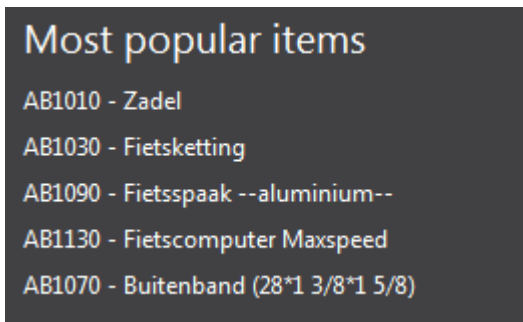 Most popular items
AB1010 - Zadel
AB1030 - Fietsketting
AB1090 - Fietsspaak --aluminium--
AB1130 - Fietscomputer Maxspeed
AB1070 - Buitenband (28*1 3/8*1 5/8)